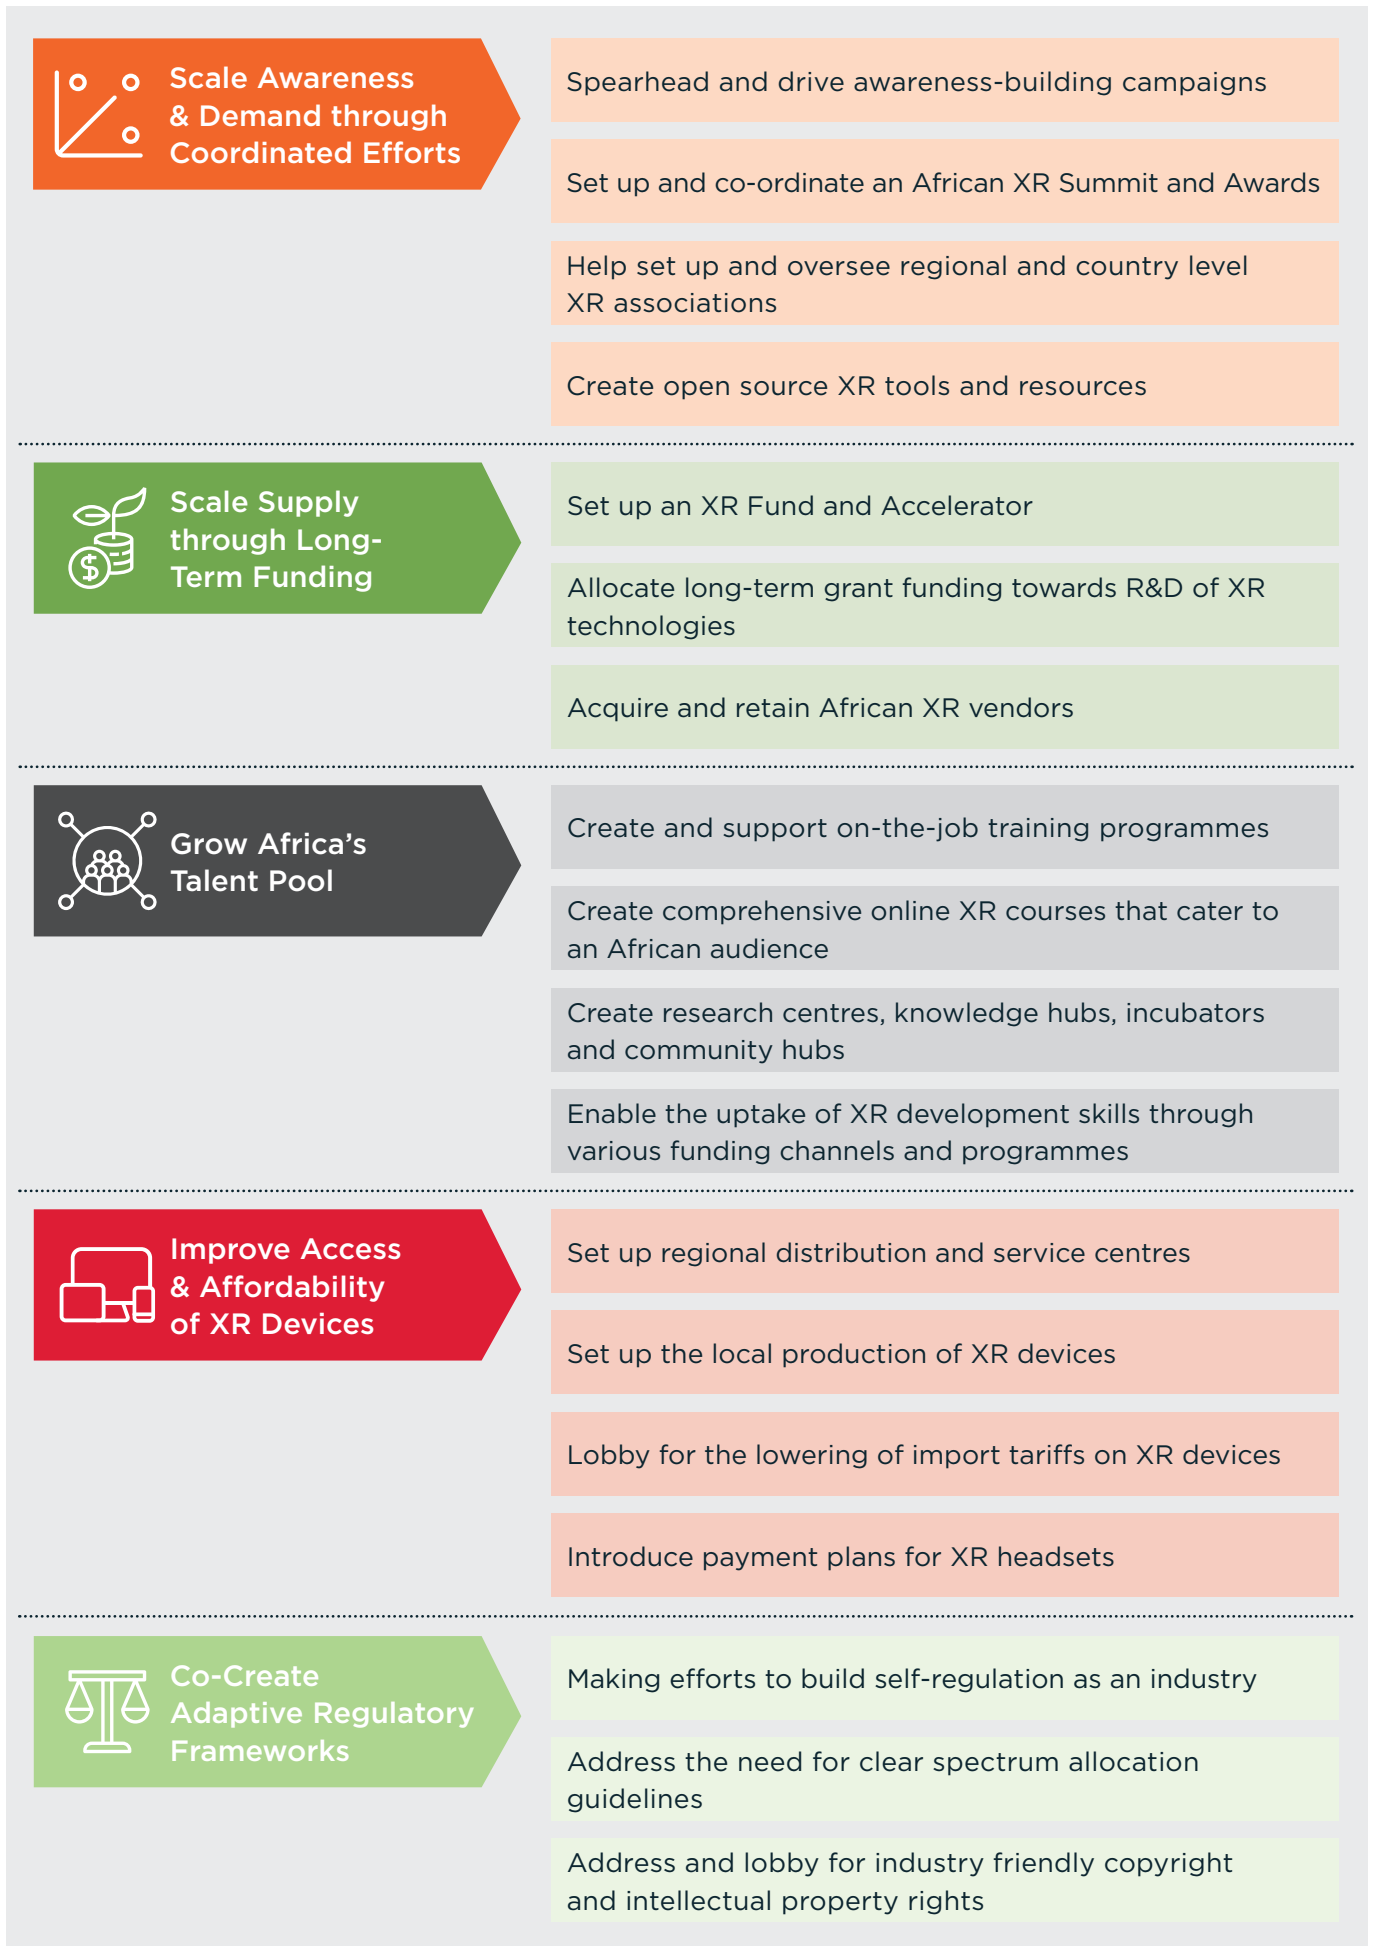 Scale Awareness
& Demand through
Coordinated Efforts
Spearhead and drive awareness-building campaigns
Set up and co-ordinate an African XR Summit and Awards
Help set up and oversee regional and country level
XR associations
Create open source XR tools and resources
Scale Supply
through Long-
Term Funding
Set up an XR Fund and Accelerator
Allocate long-term grant funding towards R&D of XR
technologies
Acquire and retain African XR vendors
Grow Africa’s
Talent Pool
Create and support on-the-job training programmes
Create comprehensive online XR courses that cater to
an African audience
Create research centres, knowledge hubs, incubators
and community hubs
Enable the uptake of XR development skills through
various funding channels and programmes
Improve Access
& Affordability
of XR Devices
Set up regional distribution and service centres
Set up the local production of XR devices
Lobby for the lowering of import tariffs on XR devices
Introduce payment plans for XR headsets
Co-Create
Adaptive Regulatory
Frameworks
Making efforts to build self-regulation as an industry
Address the need for clear spectrum allocation
guidelines
Address and lobby for industry friendly copyright
and intellectual property rights